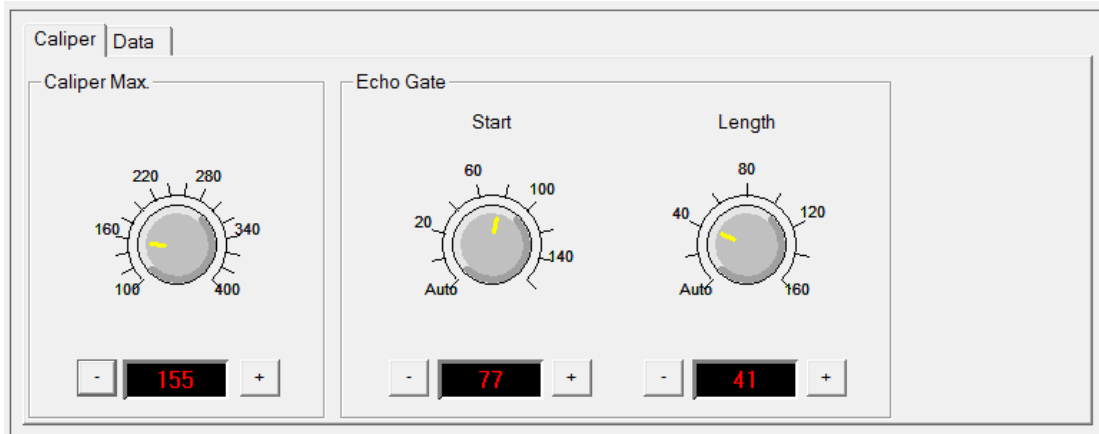 Caliper Data
Caliper Max.
220 280
160 340
100 400
- 155 +
Echo Gate
Start
60 100
20 140
Auto
- 77 +
Length
80
40 120
Auto 160
- 41 +